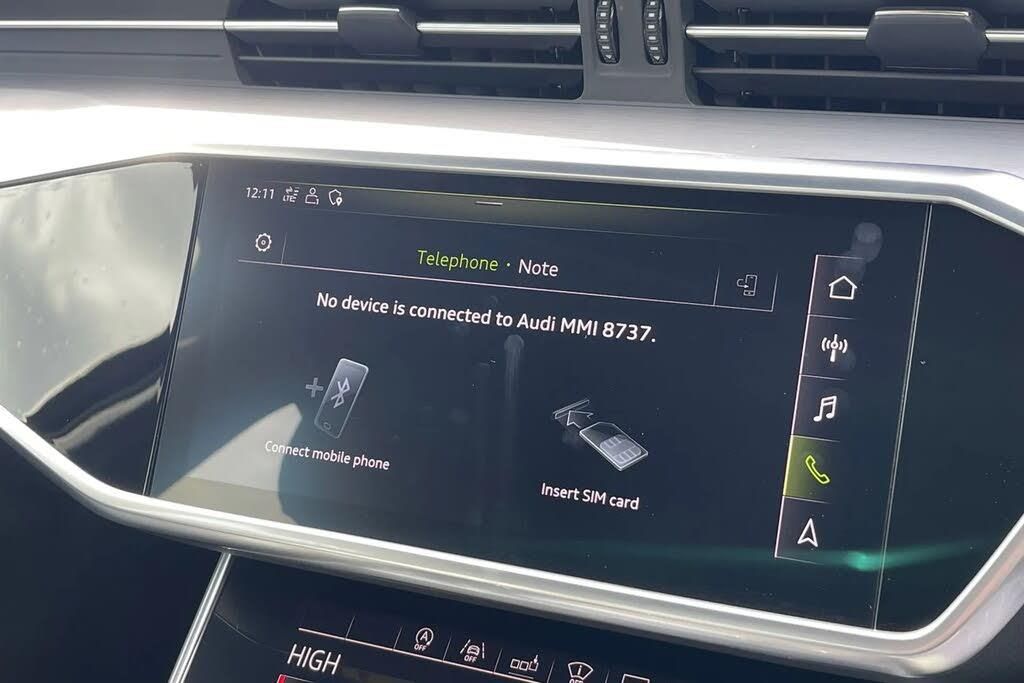 12:11 LTE
Telephone · Note
No device is connected to Audi MMI 8737.
Connect mobile phone
Insert SIM card
HIGH
OFF
OFF
OFF